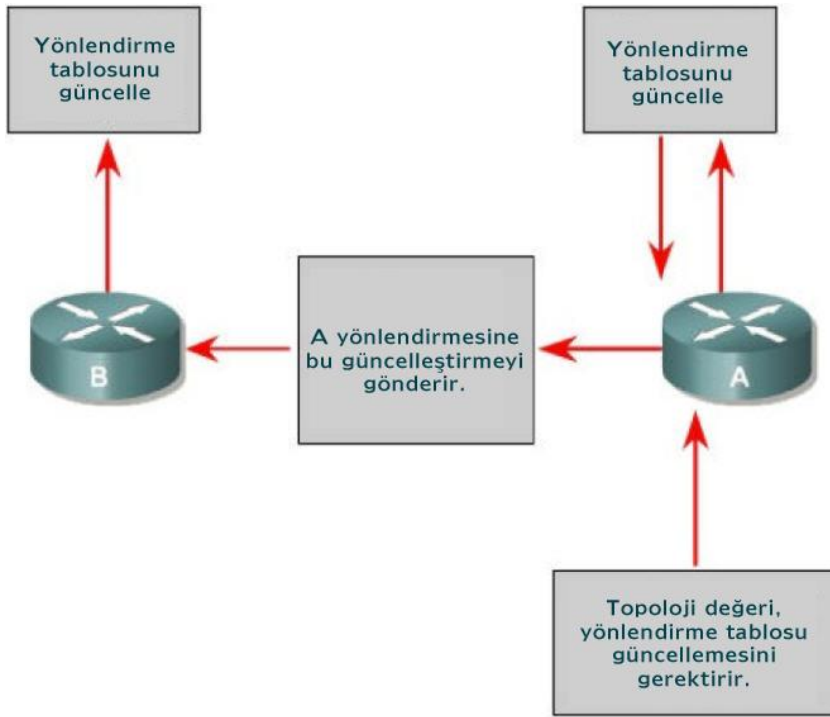 Yönlendirme
tablosunu
güncelle
Yönlendirme
tablosunu
güncelle
B
A yönlendirmesine
bu güncelleştirmeyi
gönderir.
A
Topoloji değeri,
yönlendirme tablosu
güncellemesini
gerektirir.